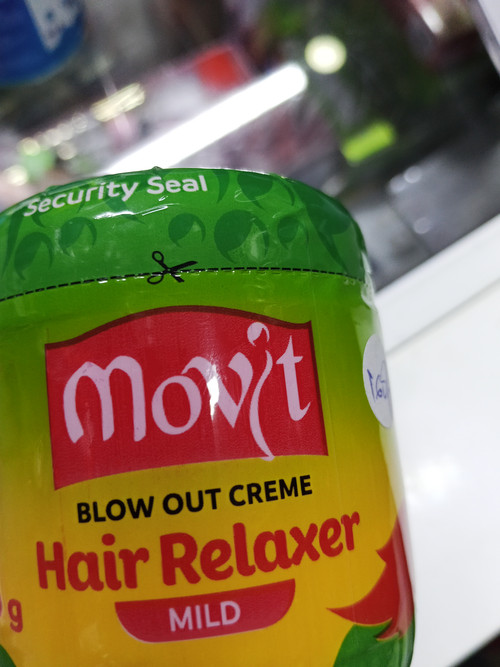 Security Seal
Movit
BLOW OUT CREME
Hair Relaxer
MILD
g